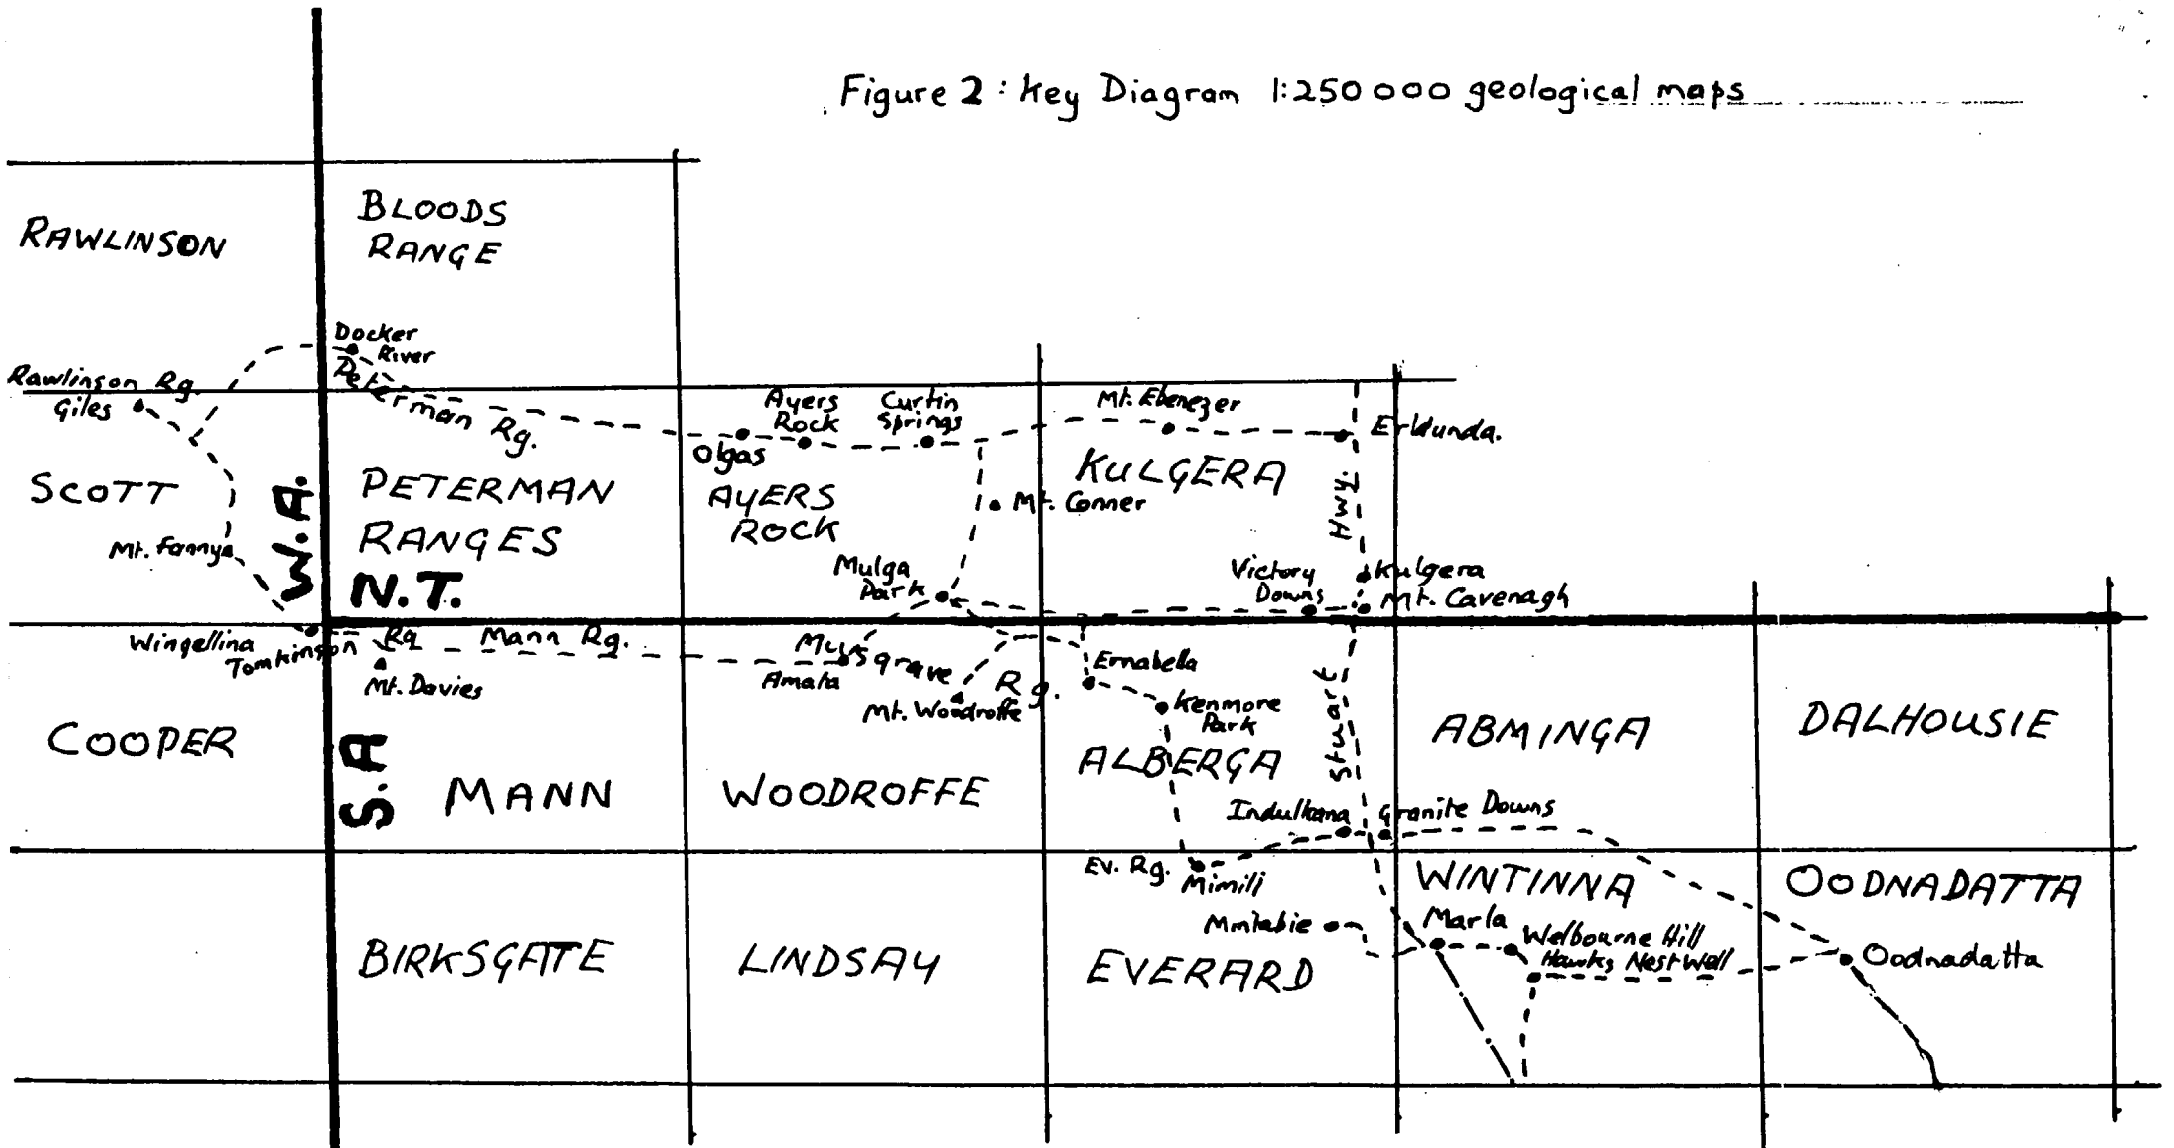 Figure 2 : Key Diagram 1:250 000 geological maps
RAWLINSON
BLOODS
RANGE
Docker
River
Rawlinson Rg.
Giles
Peterman Rg.
Ayers
Rock
Curtin
Springs
Mt. Ebenezer
Erldunda.
Olgas
SCOTT
W.A.
PETERMAN
RANGES
AYERS
ROCK
KULGERA
Mt. Conner
Hwy.
Mt. Fanny
N.T.
Mulga
Park
Victory
Downs
Kulgera
Mt. Cavenagh
Wingellina
Tomkinson Rg
Mann Rg.
Musgrave Rg.
Mt. Davies
Amata
Mt. Woodroffe
Ernabella
Kenmore
Park
Stuart
COOPER
S.A
MANN
WOODROFFE
ALBERGA
ABMINGA
DALHOUSIE
Indulkana
Granite Downs
Ev. Rg.
Mimili
WINTINNA
OODNADATTA
Mintabie
Marla
Welbourne Hill
Hawks Nest Well
Oodnadatta
BIRKSGATE
LINDSAY
EVERARD